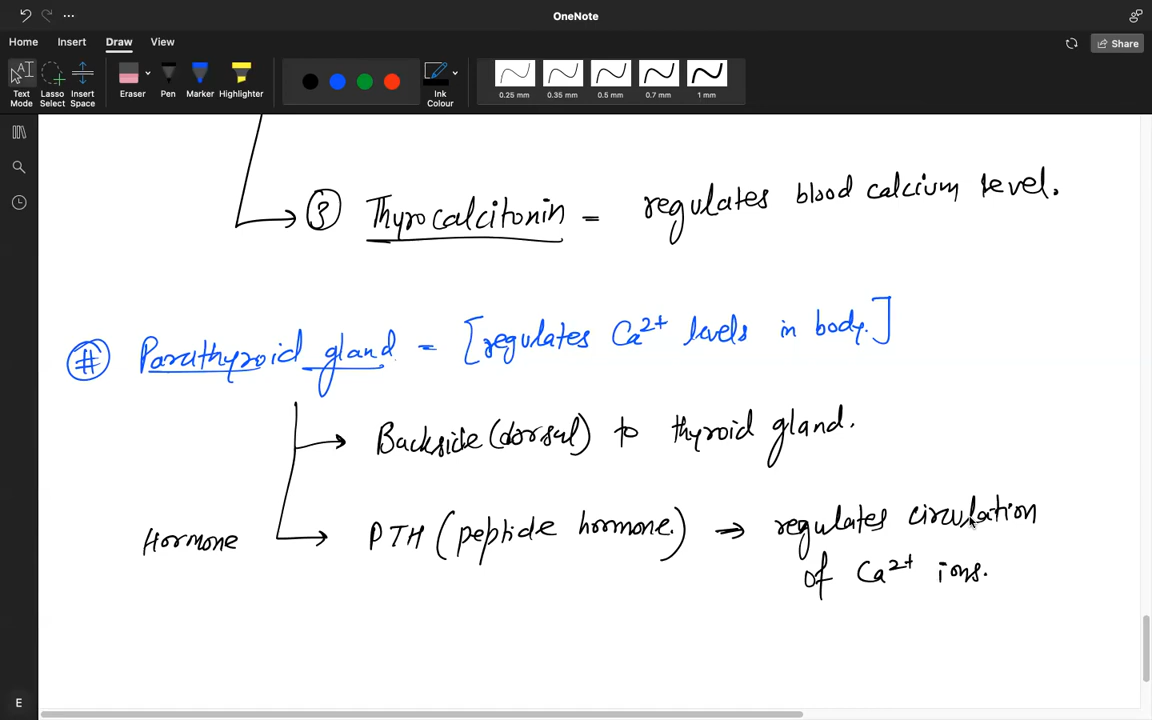 OneNote
Home Insert Draw View
Share
Text Mode
Lasso Select
Insert Space
Eraser
Pen
Marker
Highlighter
Ink Colour
0.25 mm
0.35 mm
0.5 mm
0.7 mm
1 mm
③ Thyrocalcitonin = regulates blood calcium level.
# Parathyroid gland = [regulates Ca²⁺ levels in body.]
→ Backside (dorsal) to thyroid gland.
Hormone → PTH (peptide hormone.) ⇒ regulates circulation
of Ca²⁺ ions.
E